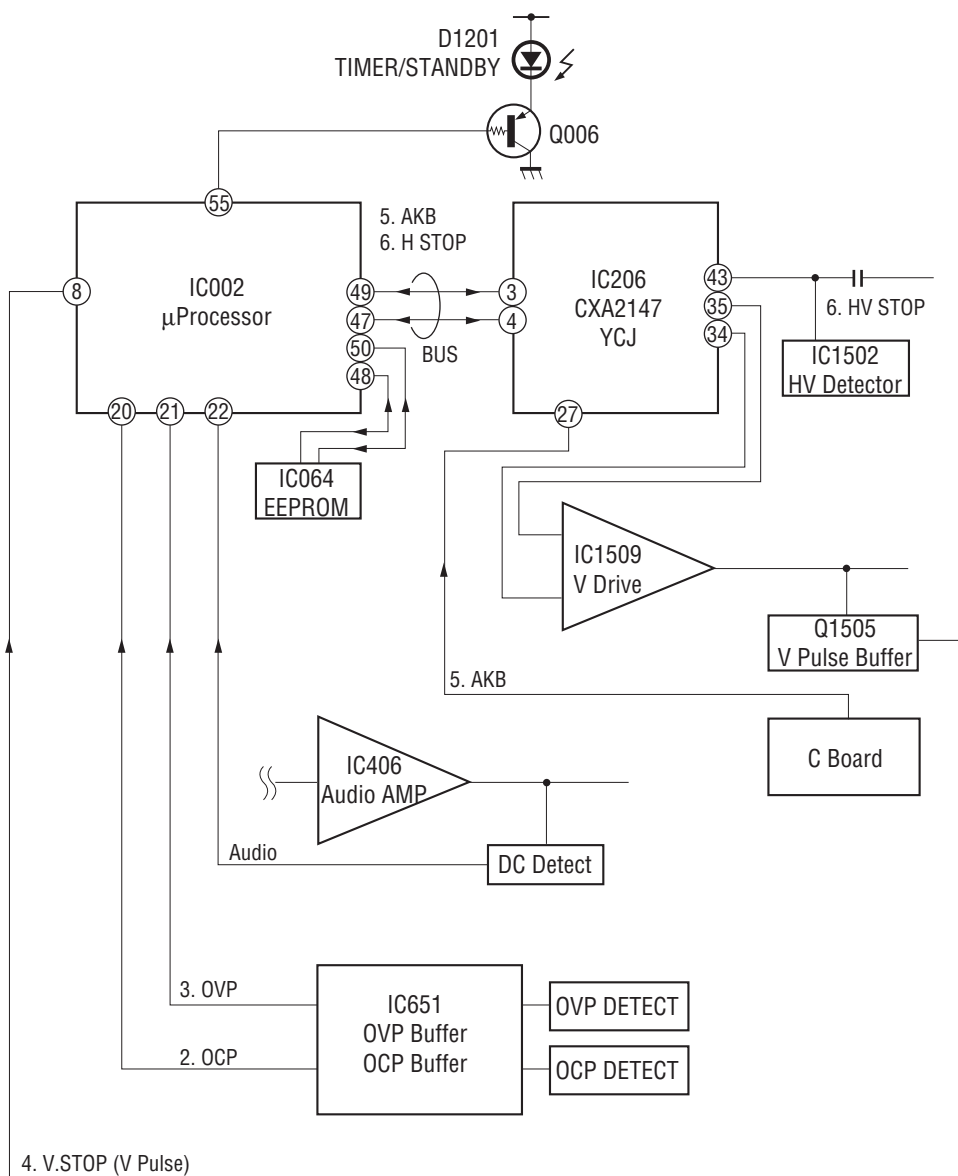 D1201
TIMER/STANDBY
Q006
55
5. AKB
6. H STOP
8
IC002
μProcessor
49
47
50
48
BUS
3
4
IC206
CXA2147
YCJ
43
35
34
6. HV STOP
IC1502
HV Detector
20
21
22
27
IC064
EEPROM
IC1509
V Drive
Q1505
V Pulse Buffer
5. AKB
C Board
IC406
Audio AMP
Audio
DC Detect
3. OVP
2. OCP
IC651
OVP Buffer
OCP Buffer
OVP DETECT
OCP DETECT
4. V.STOP (V Pulse)